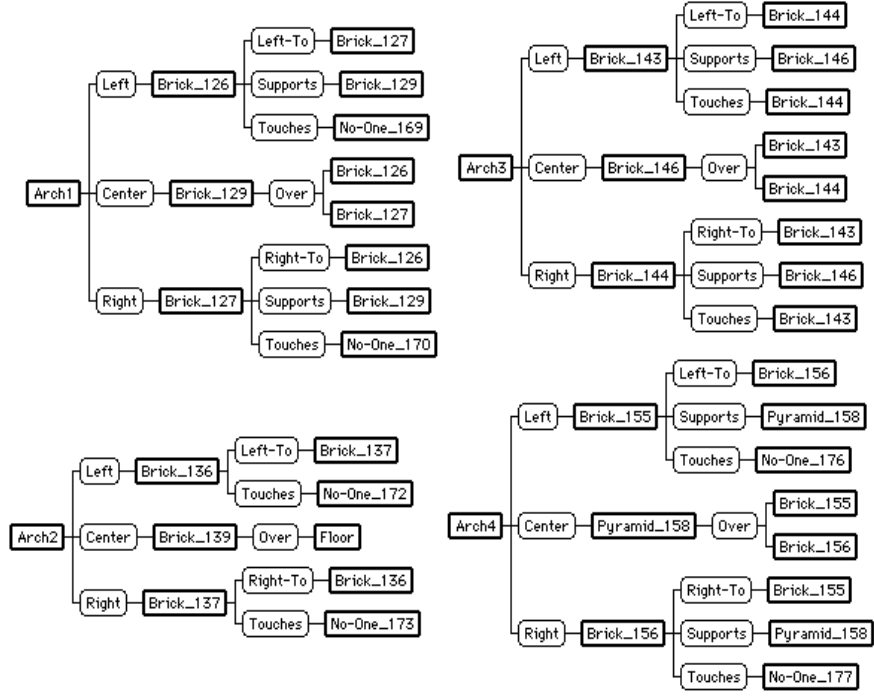 Left-To Brick_127
Left Brick_126 Supports Brick_129
Touches No-One_169
Brick_126
Arch1 Center Brick_129 Over
Brick_127
Right-To Brick_126
Right Brick_127 Supports Brick_129
Touches No-One_170
Left-To Brick_144
Left Brick_143 Supports Brick_146
Touches Brick_144
Brick_143
Arch3 Center Brick_146 Over
Brick_144
Right-To Brick_143
Right Brick_144 Supports Brick_146
Touches Brick_143
Left-To Brick_137
Left Brick_136
Touches No-One_172
Arch2 Center Brick_139 Over Floor
Right-To Brick_136
Right Brick_137
Touches No-One_173
Left-To Brick_156
Left Brick_155 Supports Pyramid_158
Touches No-One_176
Brick_155
Arch4 Center Pyramid_158 Over
Brick_156
Right-To Brick_155
Right Brick_156 Supports Pyramid_158
Touches No-One_177